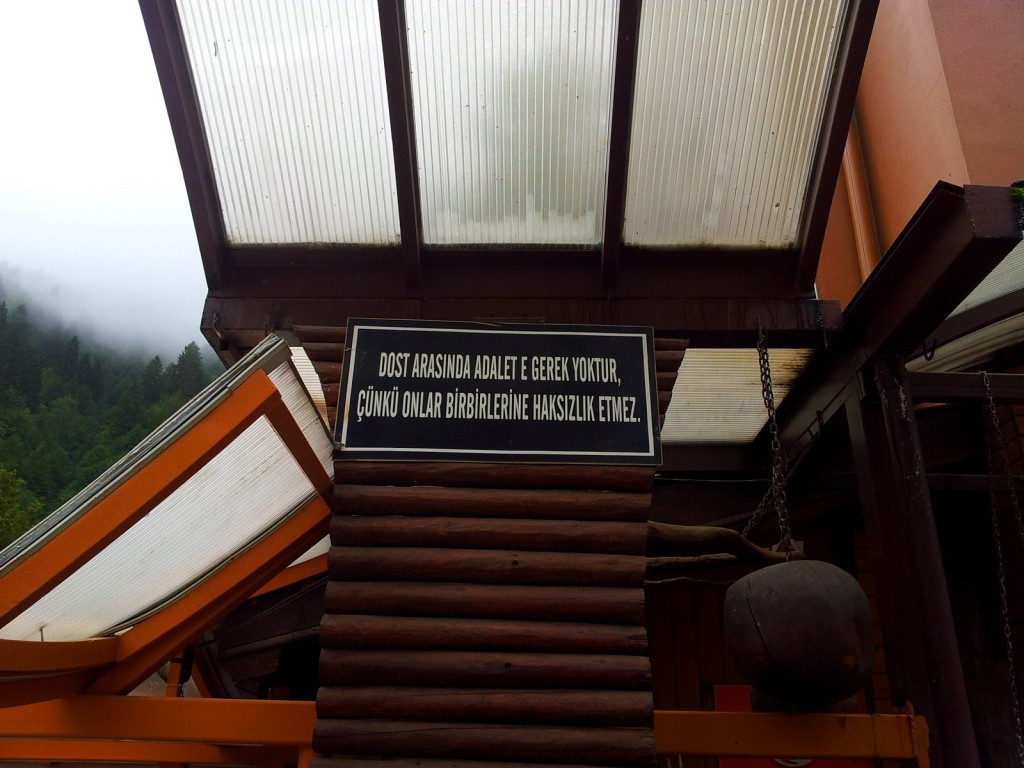 DOST ARASINDA ADALET E GEREK YOKTUR,
ÇÜNKÜ ONLAR BİRBİRLERİNE HAKSIZLIK ETMEZ.